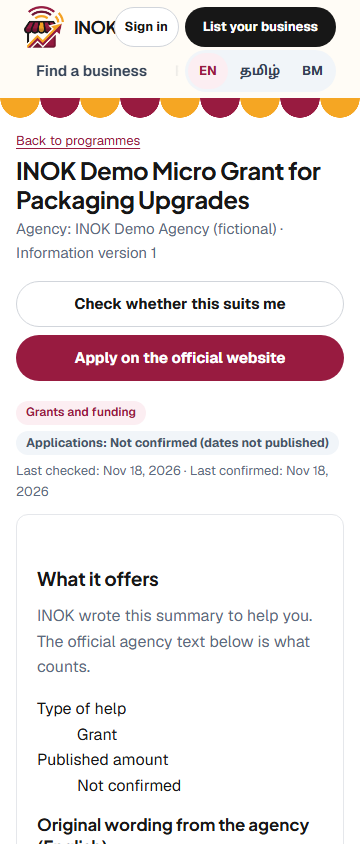 INOK
Sign in
List your business
Find a business
EN
தமிழ்
BM
Back to programmes
INOK Demo Micro Grant for
Packaging Upgrades
Agency: INOK Demo Agency (fictional) ·
Information version 1
Check whether this suits me
Apply on the official website
Grants and funding
Applications: Not confirmed (dates not published)
Last checked: Nov 18, 2026 · Last confirmed: Nov 18,
2026
What it offers
INOK wrote this summary to help you.
The official agency text below is what
counts.
Type of help
Grant
Published amount
Not confirmed
Original wording from the agency
(English)